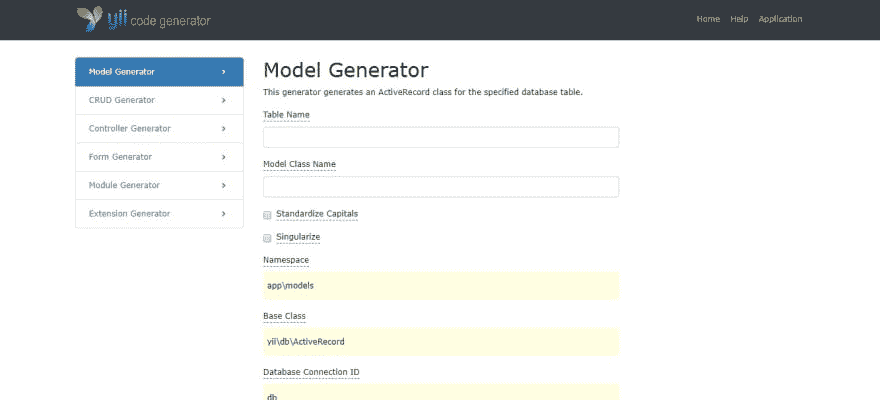 yii code generator
Home Help Application
Model Generator
CRUD Generator
Controller Generator
Form Generator
Module Generator
Extension Generator
Model Generator
This generator generates an ActiveRecord class for the specified database table.
Table Name
Model Class Name
Standardize Capitals
Singularize
Namespace
app\models
Base Class
yii\db\ActiveRecord
Database Connection ID
db